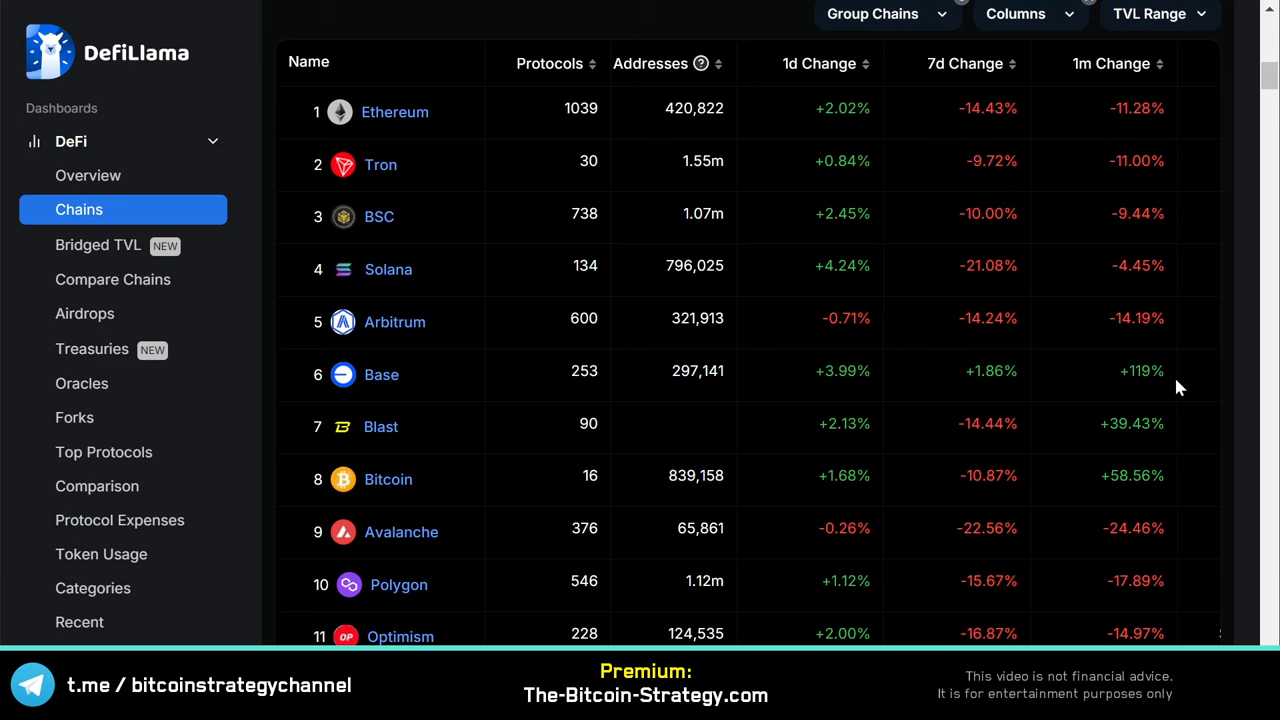 Group Chains Columns TVL Range
DefiLlama
Dashboards
DeFi
Overview
Chains
Bridged TVL NEW
Compare Chains
Airdrops
Treasuries NEW
Oracles
Forks
Top Protocols
Comparison
Protocol Expenses
Token Usage
Categories
Recent
Name Protocols Addresses ? 1d Change 7d Change 1m Change
1 Ethereum 1039 420,822 +2.02% -14.43% -11.28%
2 Tron 30 1.55m +0.84% -9.72% -11.00%
3 BSC 738 1.07m +2.45% -10.00% -9.44%
4 Solana 134 796,025 +4.24% -21.08% -4.45%
5 Arbitrum 600 321,913 -0.71% -14.24% -14.19%
6 Base 253 297,141 +3.99% +1.86% +119%
7 Blast 90 +2.13% -14.44% +39.43%
8 Bitcoin 16 839,158 +1.68% -10.87% +58.56%
9 Avalanche 376 65,861 -0.26% -22.56% -24.46%
10 Polygon 546 1.12m +1.12% -15.67% -17.89%
11 OP Optimism 228 124,535 +2.00% -16.87% -14.97%
t.me / bitcoinstrategychannel
Premium:
The-Bitcoin-Strategy.com
This video is not financial advice.
It is for entertainment purposes only